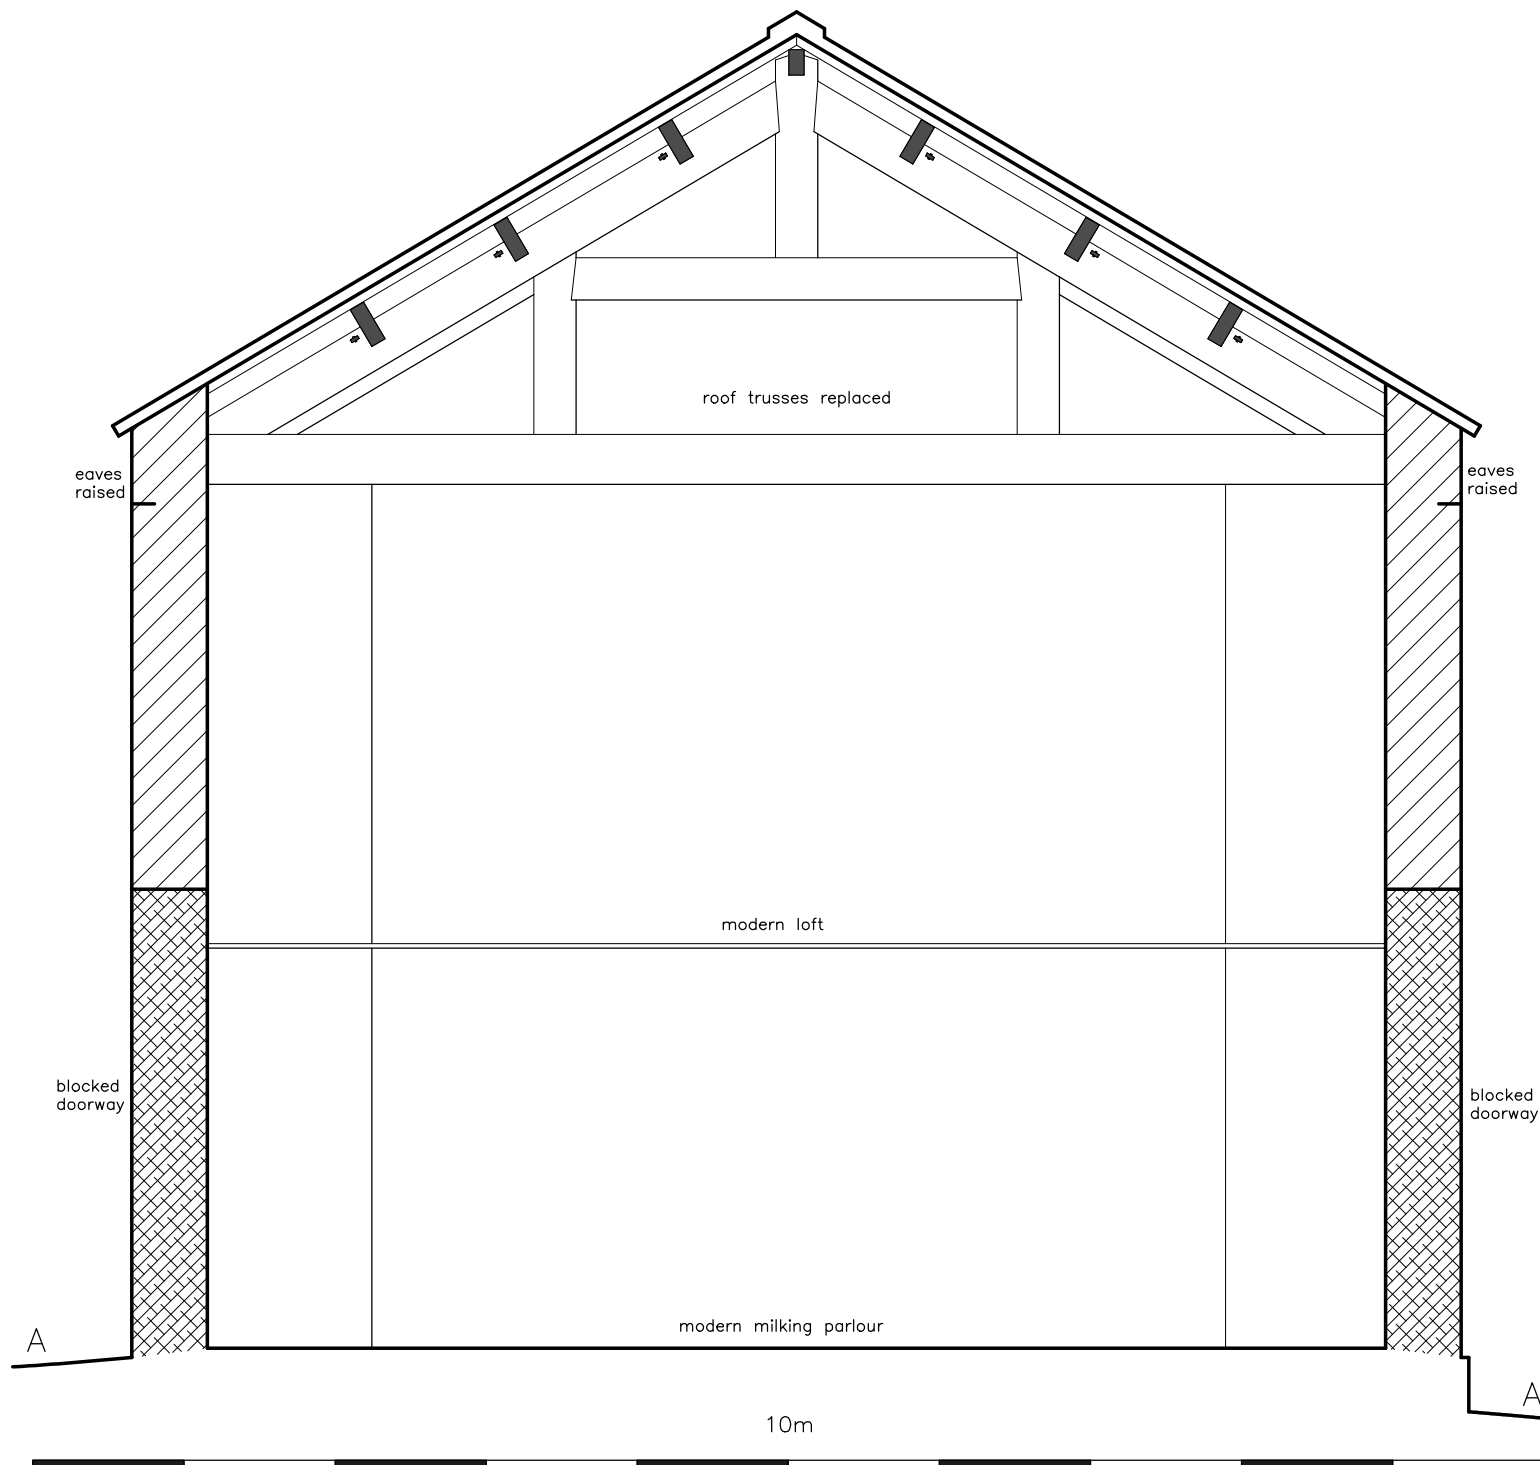 roof trusses replaced
eaves
raised
eaves
raised
modern loft
blocked
doorway
blocked
doorway
modern milking parlour
A
A
10m